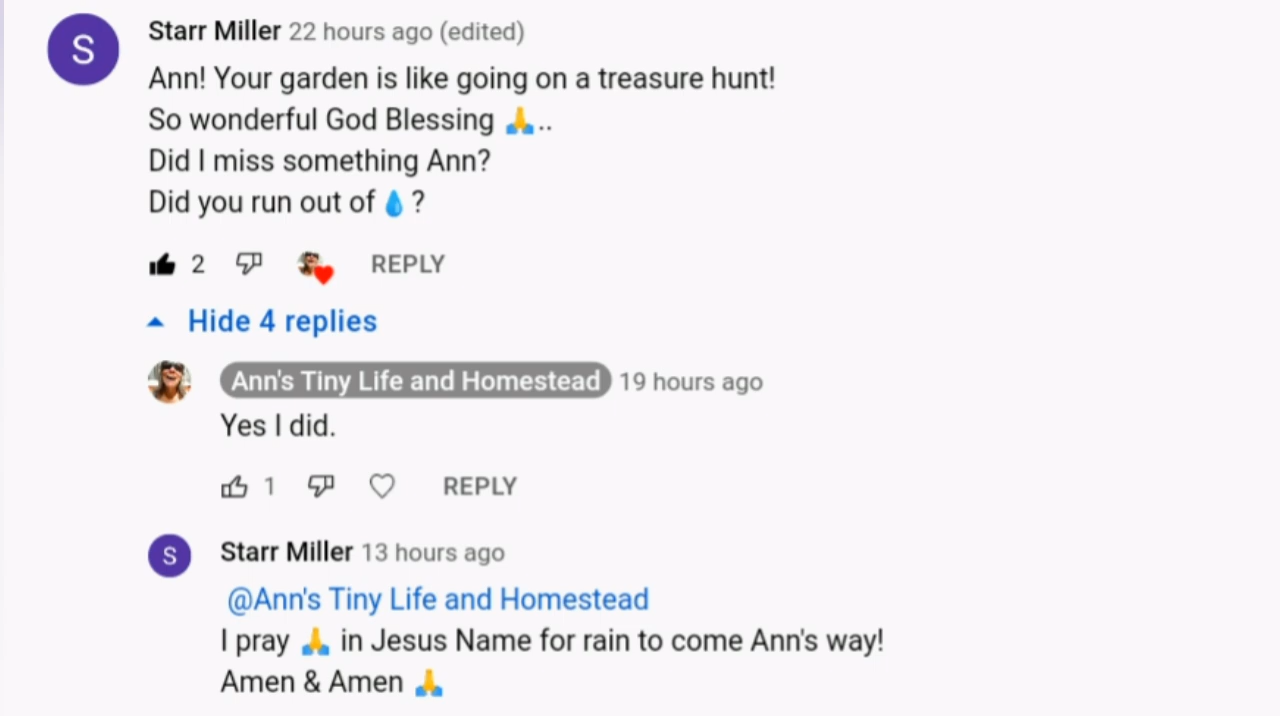 S
Starr Miller 22 hours ago (edited)
Ann! Your garden is like going on a treasure hunt!
So wonderful God Blessing 🙏..
Did I miss something Ann?
Did you run out of 💧?
2 REPLY
Hide 4 replies
Ann's Tiny Life and Homestead 19 hours ago
Yes I did.
1 REPLY
S
Starr Miller 13 hours ago
@Ann's Tiny Life and Homestead
I pray 🙏 in Jesus Name for rain to come Ann's way!
Amen & Amen 🙏